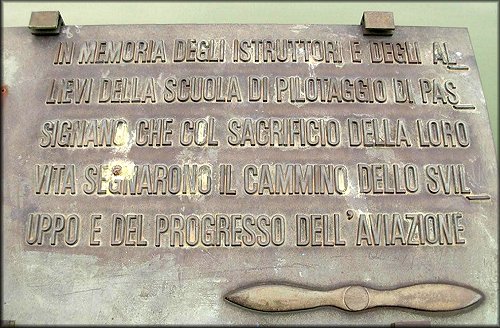 IN MEMORIA DEGLI ISTRUTTORI E DEGLI AL_
LIEVI DELLA SCUOLA DI PILOTAGGIO DI PAS_
SIGNANO CHE COL SACRIFICIO DELLA LORO
VITA SEGNARONO IL CAMMINO DELLO SVIL_
UPPO E DEL PROGRESSO DELL'AVIAZIONE